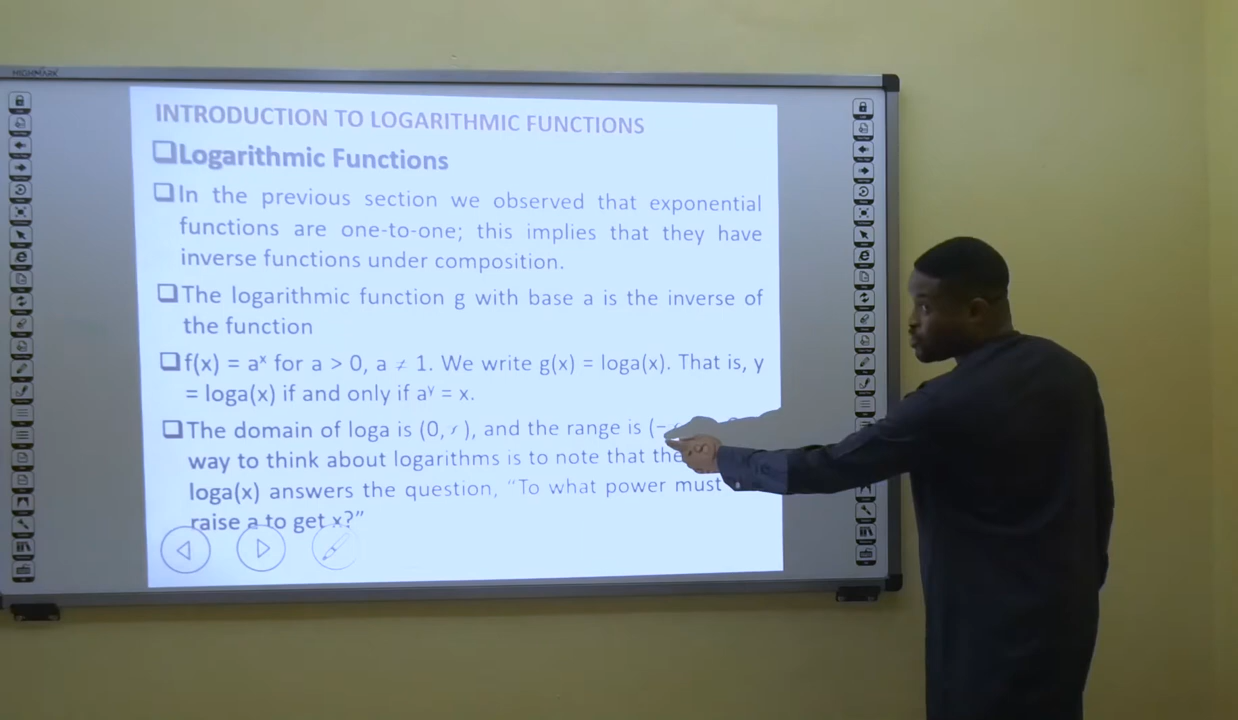 HIGHMARK
INTRODUCTION TO LOGARITHMIC FUNCTIONS
Logarithmic Functions
In the previous section we observed that exponential
functions are one-to-one; this implies that they have
inverse functions under composition.
The logarithmic function g with base a is the inverse of
the function
f(x) = aˣ for a > 0, a ≠ 1. We write g(x) = loga(x). That is, y
= loga(x) if and only if aʸ = x.
The domain of loga is (0, ), and the range is (−
way to think about logarithms is to note that the
loga(x) answers the question, “To what power must
raise a to get x?”